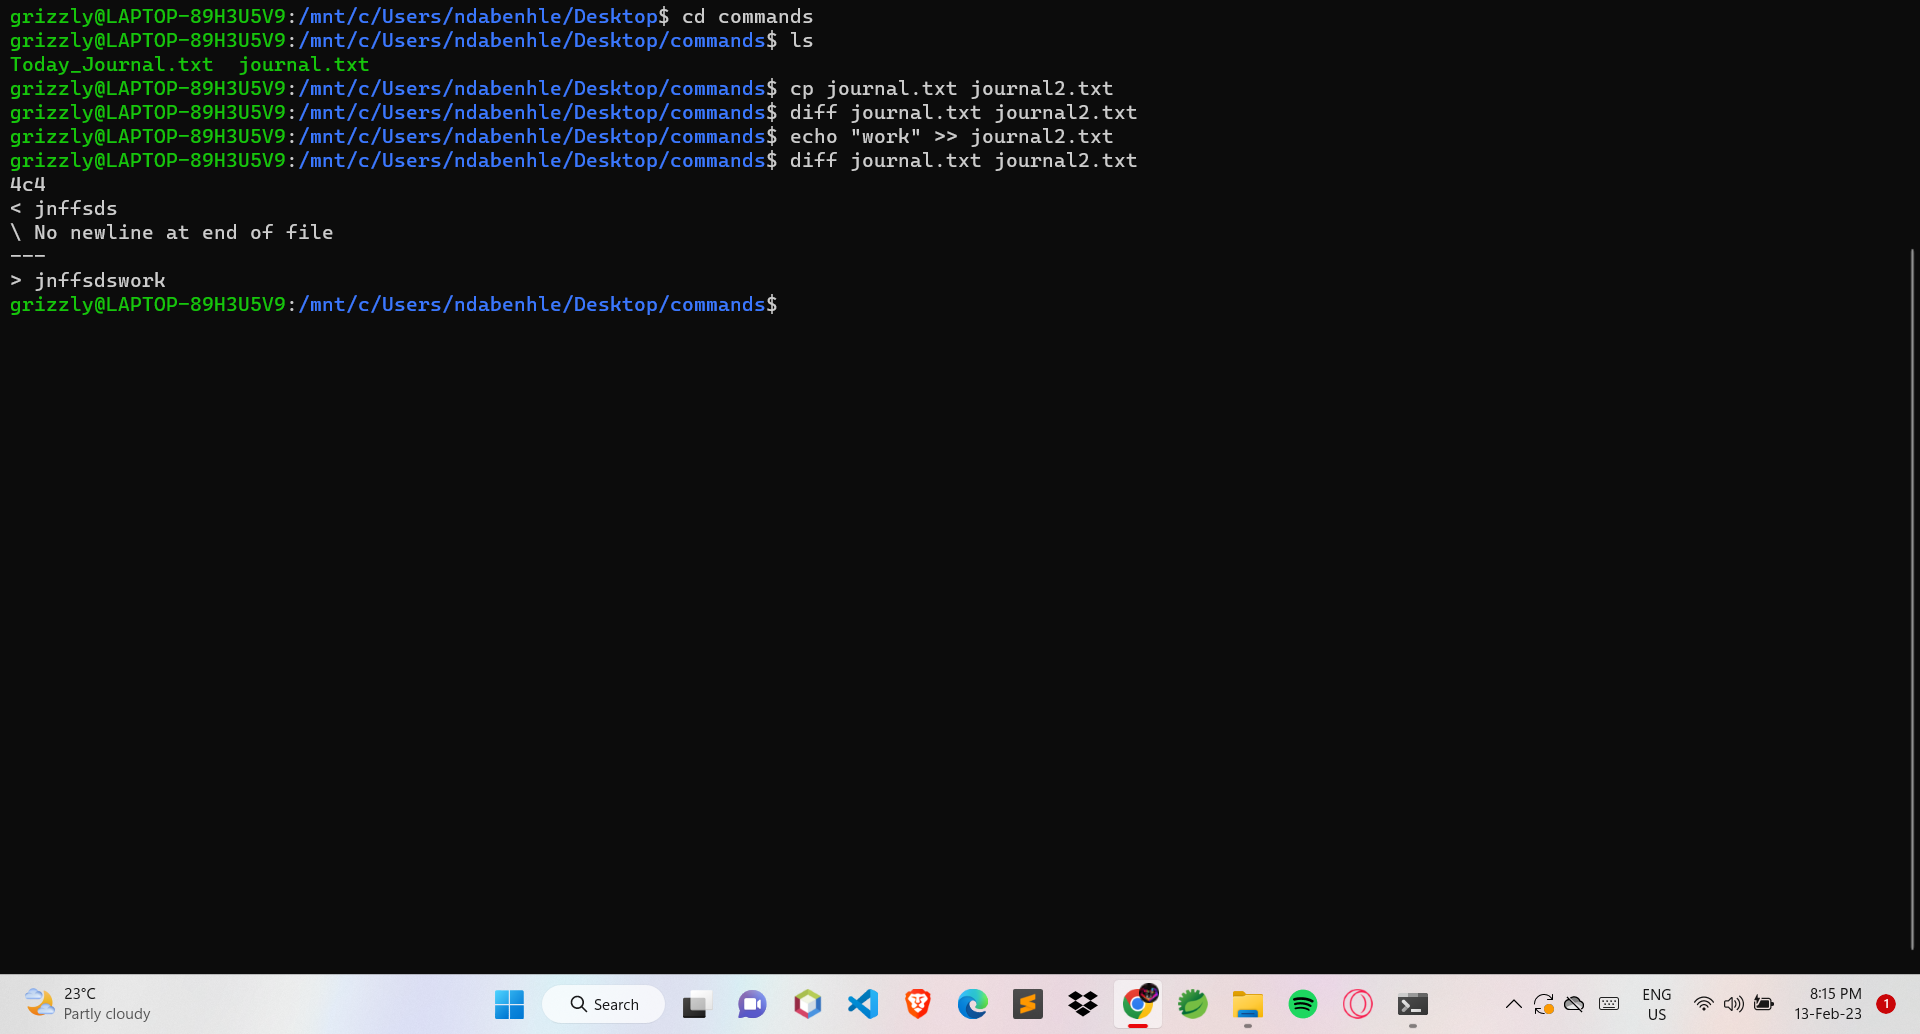 grizzly@LAPTOP-89H3U5V9:/mnt/c/Users/ndabenhle/Desktop$ cd commands
grizzly@LAPTOP-89H3U5V9:/mnt/c/Users/ndabenhle/Desktop/commands$ ls
Today_Journal.txt  journal.txt
grizzly@LAPTOP-89H3U5V9:/mnt/c/Users/ndabenhle/Desktop/commands$ cp journal.txt journal2.txt
grizzly@LAPTOP-89H3U5V9:/mnt/c/Users/ndabenhle/Desktop/commands$ diff journal.txt journal2.txt
grizzly@LAPTOP-89H3U5V9:/mnt/c/Users/ndabenhle/Desktop/commands$ echo "work" >> journal2.txt
grizzly@LAPTOP-89H3U5V9:/mnt/c/Users/ndabenhle/Desktop/commands$ diff journal.txt journal2.txt
4c4
< jnffsds
\ No newline at end of file
---
> jnffsdswork
grizzly@LAPTOP-89H3U5V9:/mnt/c/Users/ndabenhle/Desktop/commands$
23°C
Partly cloudy
Search
ENG
US
8:15 PM
13-Feb-23
1